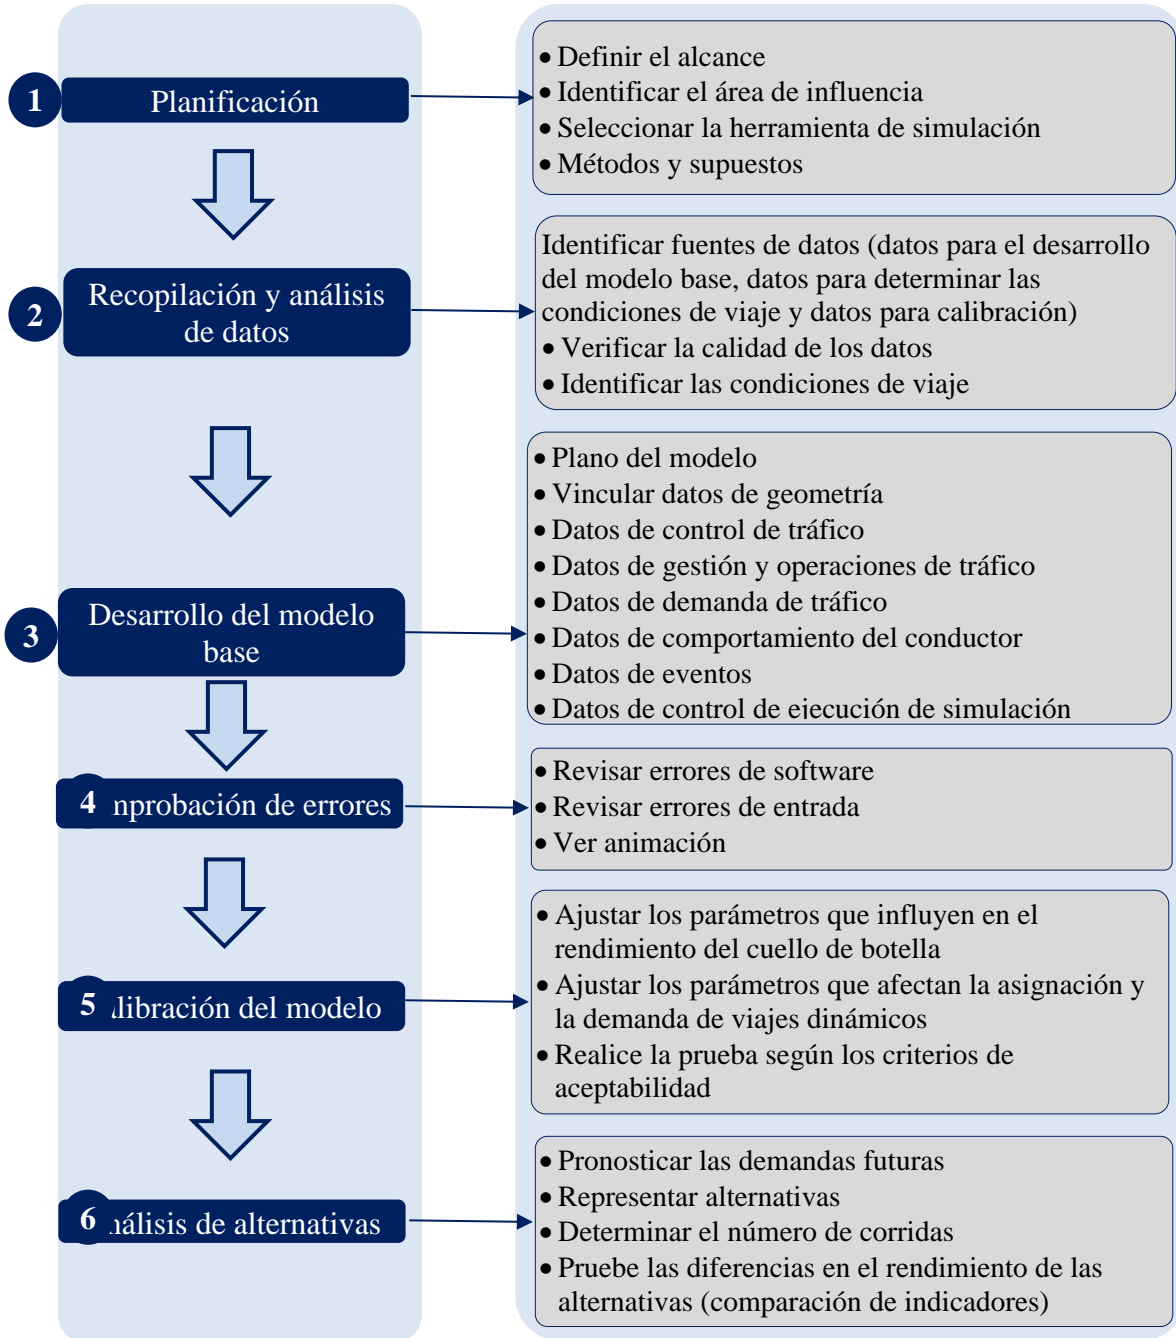 1
Planificación
• Definir el alcance
• Identificar el área de influencia
• Seleccionar la herramienta de simulación
• Métodos y supuestos
2
Recopilación y análisis
de datos
Identificar fuentes de datos (datos para el desarrollo
del modelo base, datos para determinar las
condiciones de viaje y datos para calibración)
• Verificar la calidad de los datos
• Identificar las condiciones de viaje
3
Desarrollo del modelo
base
• Plano del modelo
• Vincular datos de geometría
• Datos de control de tráfico
• Datos de gestión y operaciones de tráfico
• Datos de demanda de tráfico
• Datos de comportamiento del conductor
• Datos de eventos
• Datos de control de ejecución de simulación
4
mprobación de errores
• Revisar errores de software
• Revisar errores de entrada
• Ver animación
5
libración del modelo
• Ajustar los parámetros que influyen en el
rendimiento del cuello de botella
• Ajustar los parámetros que afectan la asignación y
la demanda de viajes dinámicos
• Realice la prueba según los criterios de
aceptabilidad
6
nálisis de alternativas
• Pronosticar las demandas futuras
• Representar alternativas
• Determinar el número de corridas
• Pruebe las diferencias en el rendimiento de las
alternativas (comparación de indicadores)